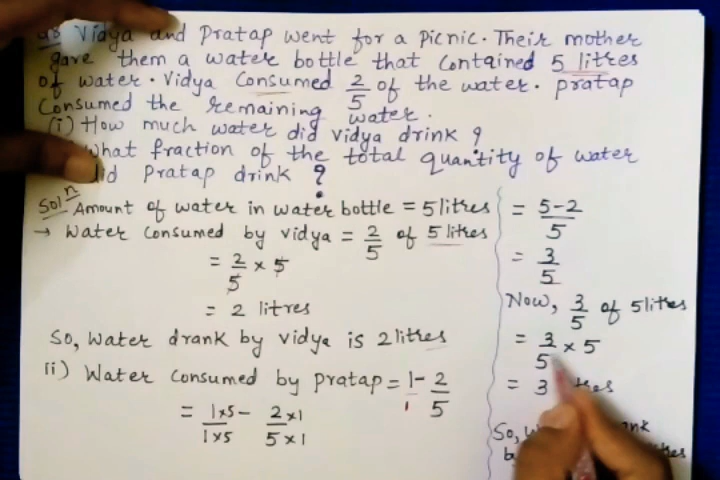 Vidya and Pratap went for a Picnic. Their mother
gave them a water bottle that contained 5 litres
of water. Vidya Consumed 2/5 of the water. pratap
Consumed the remaining water.
(i) How much water did vidya drink ?
What fraction of the total quantity of water
did Pratap drink ?
Solⁿ Amount of water in water bottle = 5 litres
→ Water Consumed by vidya = 2/5 of 5 litres
= 2/5 × 5
= 2 litres
So, water drank by vidya is 2 litres
(ii) Water Consumed by pratap = 1/1 - 2/5
= 1×5/1×5 - 2×1/5×1
= 5-2/5
= 3/5
Now, 3/5 of 5 litres
= 3/5 × 5
= 3
So,